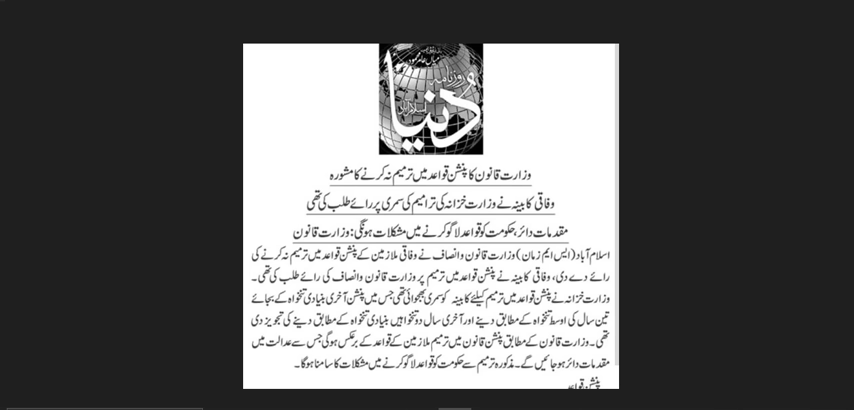 روزنامہ
دنیا
اسلام آباد
وزارت قانون کا پنشن قواعد میں ترمیم نہ کرنے کا مشورہ
وفاقی کابینہ نے وزارت خزانہ کی ترامیم کی سمری پر رائے طلب کی تھی
مقدمات دائر، حکومت کو قواعد لاگو کرنے میں مشکلات ہونگی: وزارت قانون
اسلام آباد (ایس ایم زمان) وزارت قانون وانصاف نے وفاقی ملازمین کے پنشن قواعد میں ترمیم نہ کرنے کی
رائے دے دی، وفاقی کابینہ نے پنشن قواعد میں ترمیم پر وزارت قانون وانصاف کی رائے طلب کی تھی۔
وزارت خزانہ نے پنشن قواعد میں ترمیم کیلئے کابینہ کو سمری بھجوائی تھی جس میں پنشن آخری بنیادی تنخواہ کے بجائے
تین سال کی اوسط تنخواہ کے مطابق دینے اور آخری سال دو تنخواہیں بنیادی تنخواہ کے مطابق دینے کی تجویز دی
تھی۔ وزارت قانون کے مطابق پنشن قانون میں ترمیم ملازمین کے قواعد کے برعکس ہوگی جس سے عدالت میں
مقدمات دائر ہو جائیں گے۔ مذکورہ ترمیم سے حکومت کو قواعد لاگو کرنے میں مشکلات کا سامنا ہوگا۔
پنشن قواعد